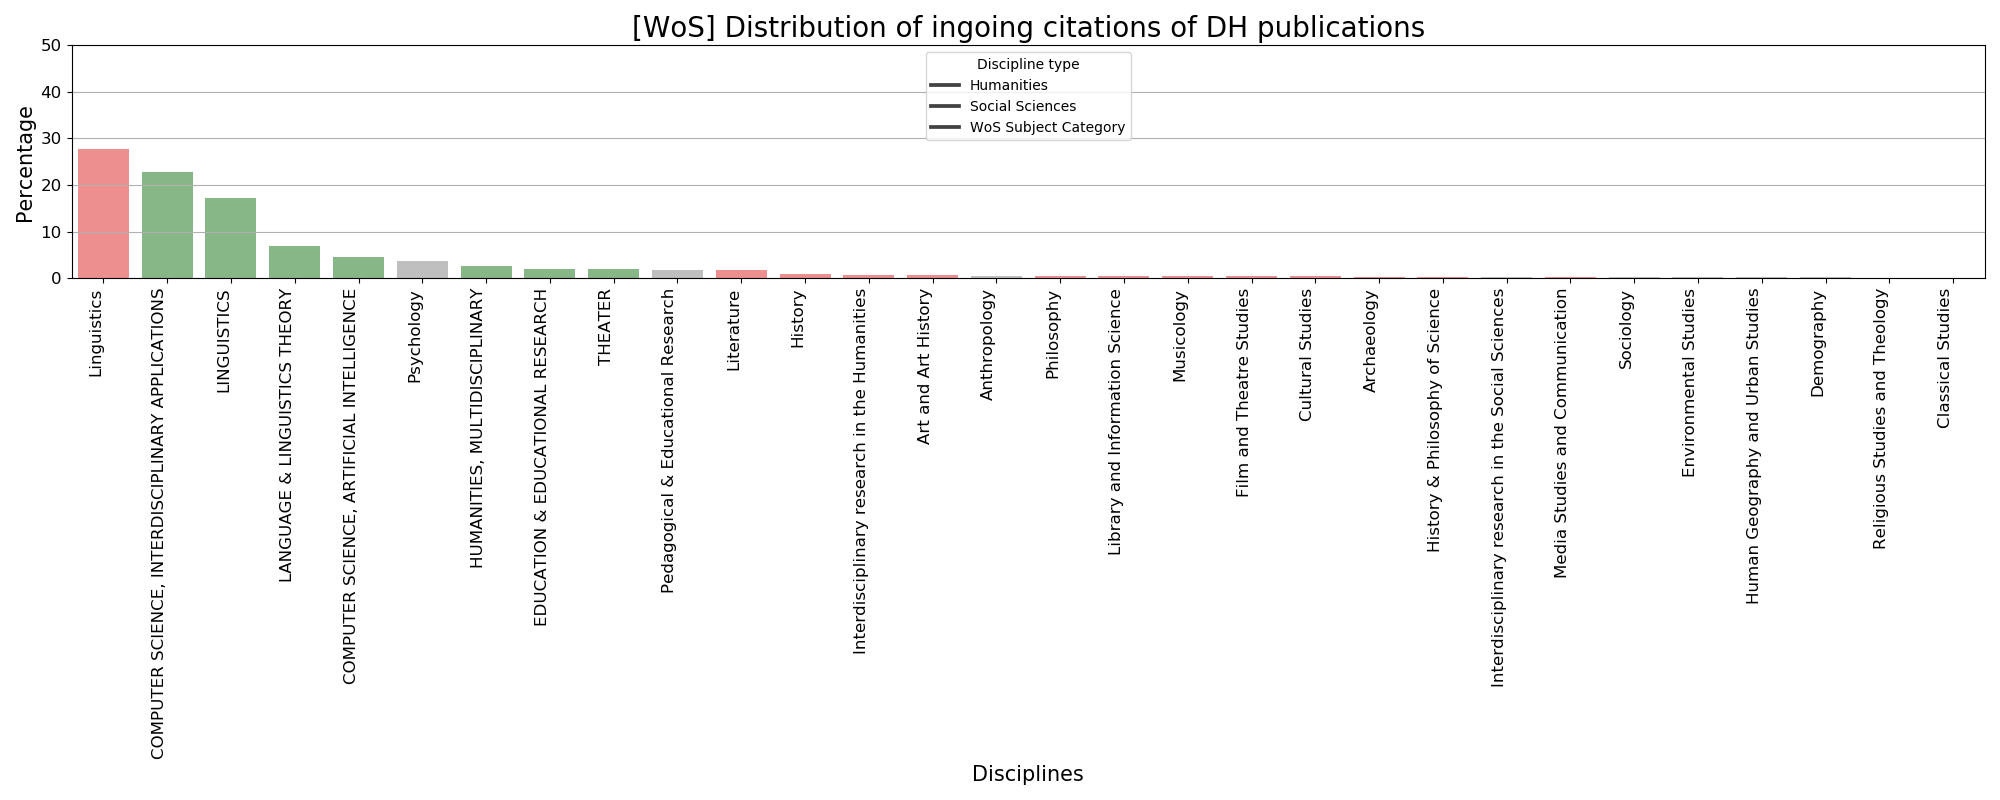 [WoS] Distribution of ingoing citations of DH publications
Percentage
50
40
30
20
10
0
Discipline type
Humanities
Social Sciences
WoS Subject Category
Linguistics
COMPUTER SCIENCE, INTERDISCIPLINARY APPLICATIONS
LINGUISTICS
LANGUAGE & LINGUISTICS THEORY
COMPUTER SCIENCE, ARTIFICIAL INTELLIGENCE
Psychology
HUMANITIES, MULTIDISCIPLINARY
EDUCATION & EDUCATIONAL RESEARCH
THEATER
Pedagogical & Educational Research
Literature
History
Interdisciplinary research in the Humanities
Art and Art History
Anthropology
Philosophy
Library and Information Science
Musicology
Film and Theatre Studies
Cultural Studies
Archaeology
History & Philosophy of Science
Interdisciplinary research in the Social Sciences
Media Studies and Communication
Sociology
Environmental Studies
Human Geography and Urban Studies
Demography
Religious Studies and Theology
Classical Studies
Disciplines